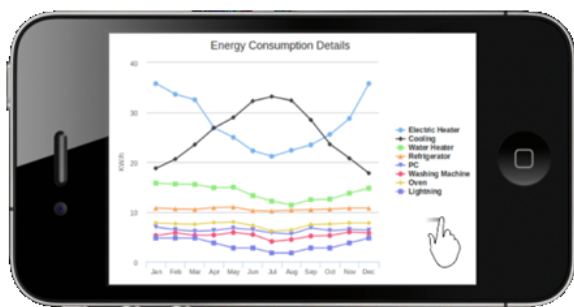 Energy Consumption Details
40
30
20
10
0
KW/h
Jan Feb Mar Apr May Jun Jul Aug Sep Oct Nov Dec
Electric Heater
Cooling
Water Heater
Refrigerator
PC
Washing Machine
Oven
Lightning